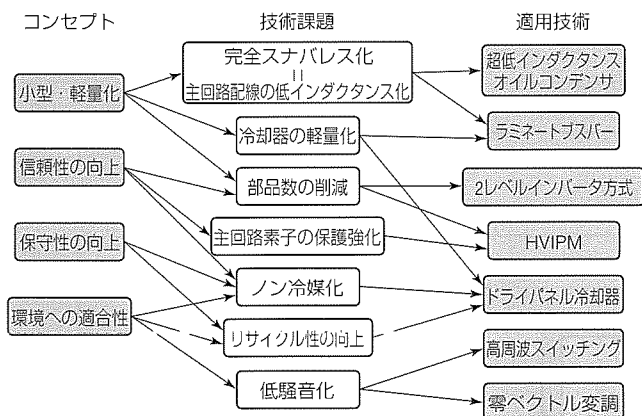 コンセプト
技術課題
適用技術
小型・軽量化
信頼性の向上
保守性の向上
環境への適合性
完全スナバレス化
=
主回路配線の低インダクタンス化
冷却器の軽量化
部品数の削減
主回路素子の保護強化
ノン冷媒化
リサイクル性の向上
低騒音化
超低インダクタンス
オイルコンデンサ
ラミネートブスバー
2レベルインバータ方式
HVIPM
ドライパネル冷却器
高周波スイッチング
零ベクトル変調